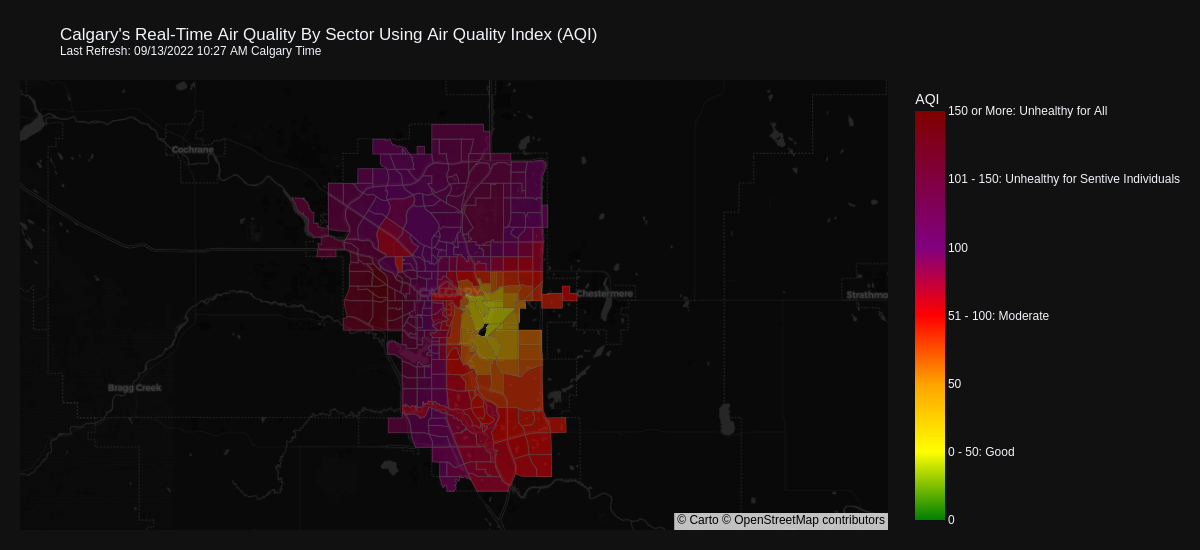 Calgary's Real-Time Air Quality By Sector Using Air Quality Index (AQI)
Last Refresh: 09/13/2022 10:27 AM Calgary Time
AQI
150 or More: Unhealthy for All
Cochrane
101 - 150: Unhealthy for Sentive Individuals
100
CALGARY
Chestermere
Strathmo
51 - 100: Moderate
Bragg Creek
50
0 - 50: Good
0
© Carto © OpenStreetMap contributors